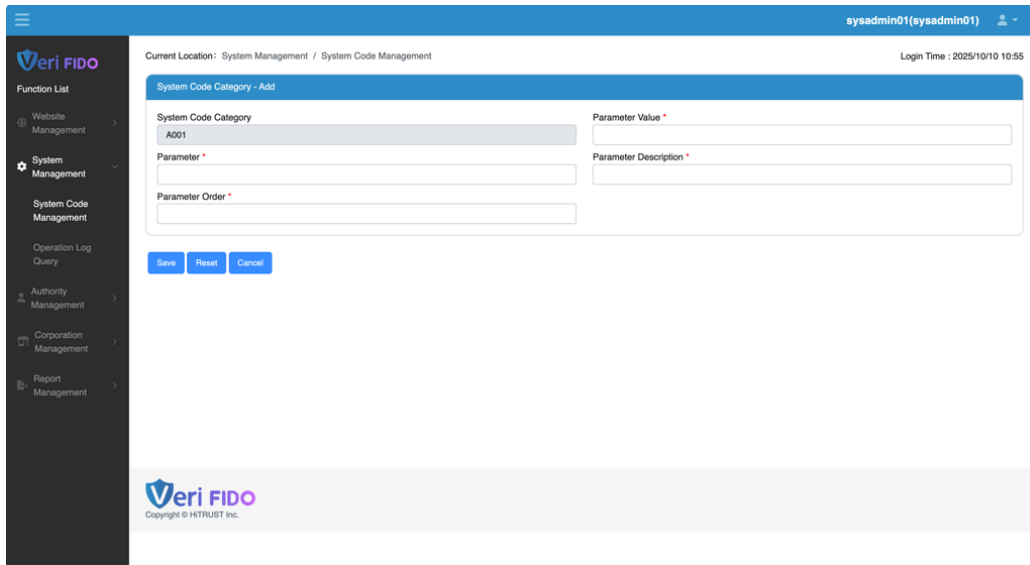 sysadmin01(sysadmin01)
Veri FIDO
Function List
Website
Management
System
Management
System Code
Management
Operation Log
Query
Authority
Management
Corporation
Management
Report
Management
Current Location: System Management / System Code Management
Login Time : 2025/10/10 10:55
System Code Category - Add
System Code Category
A001
Parameter Value *
Parameter *
Parameter Description *
Parameter Order *
Save Reset Cancel
Veri FIDO
Copyright © HiTRUST Inc.